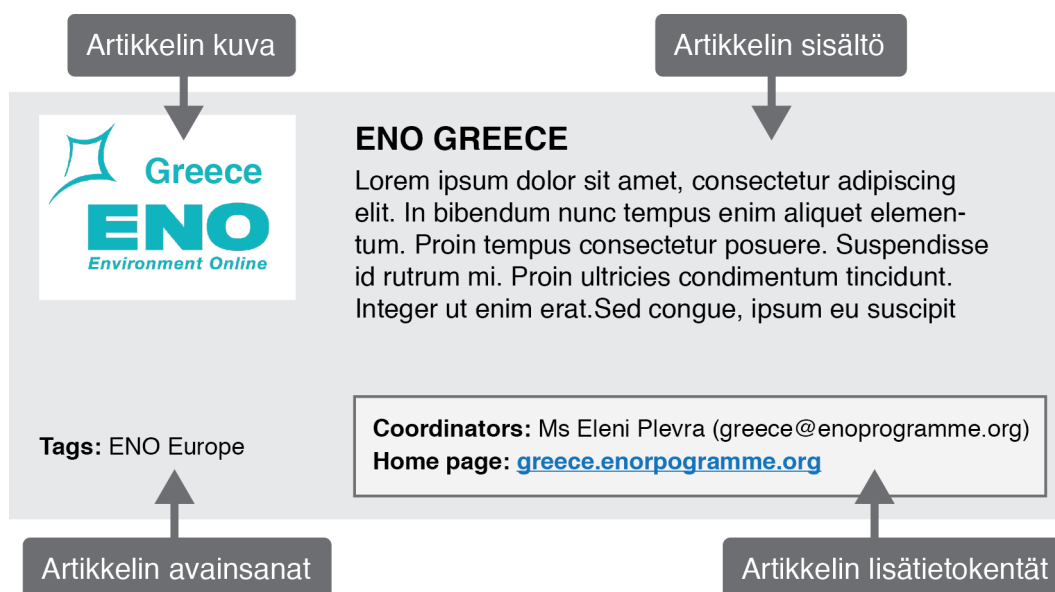 Artikkelin kuva
Artikkelin sisältö
Greece
ENO
Environment Online
ENO GREECE
Lorem ipsum dolor sit amet, consectetur adipiscing
elit. In bibendum nunc tempus enim aliquet elemen-
tum. Proin tempus consectetur posuere. Suspendisse
id rutrum mi. Proin ultricies condimentum tincidunt.
Integer ut enim erat.Sed congue, ipsum eu suscipit
Tags: ENO Europe
Coordinators: Ms Eleni Plevra (greece@enoprogramme.org)
Home page: greece.enorpogramme.org
Artikkelin avainsanat
Artikkelin lisätietokentät